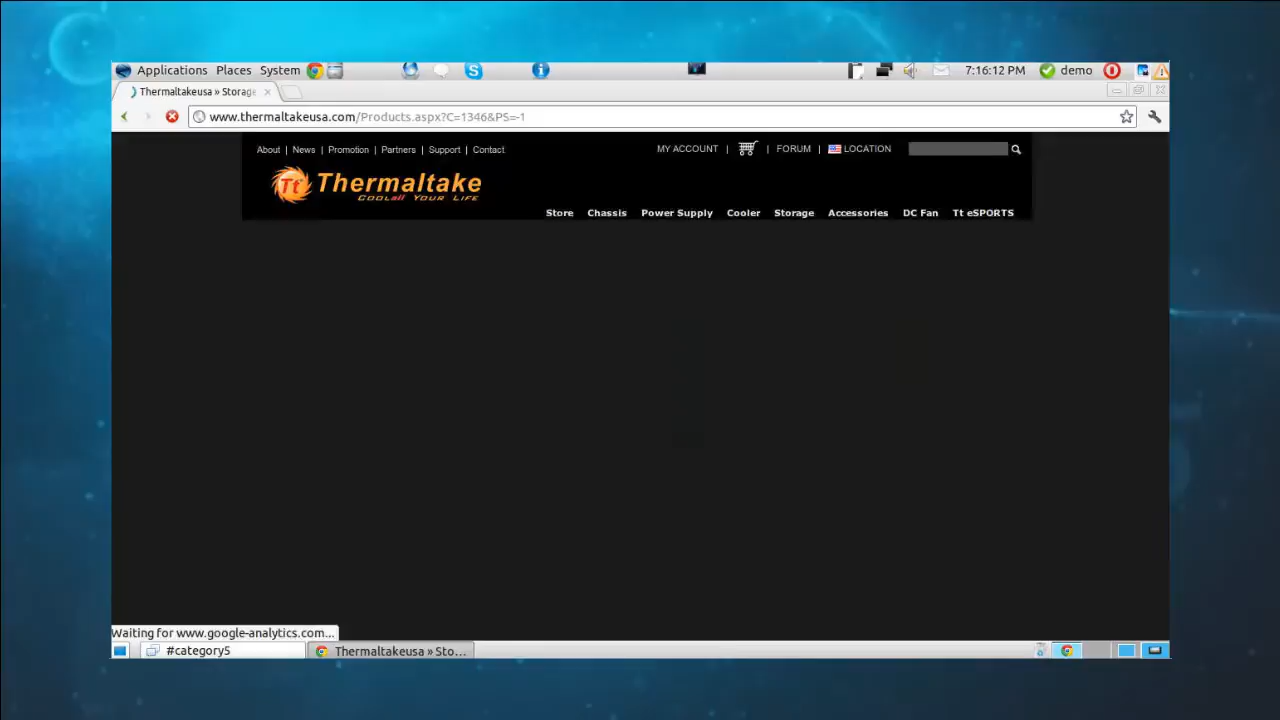 Applications Places System 7:16:12 PM demo
Thermaltakeusa » Storage
www.thermaltakeusa.com/Products.aspx?C=1346&PS=-1
About | News | Promotion | Partners | Support | Contact MY ACCOUNT | | FORUM | LOCATION
Tt Thermaltake
COOLall YOUR LIFE
Store Chassis Power Supply Cooler Storage Accessories DC Fan Tt eSPORTS
Waiting for www.google-analytics.com...
#category5 Thermaltakeusa » Sto...